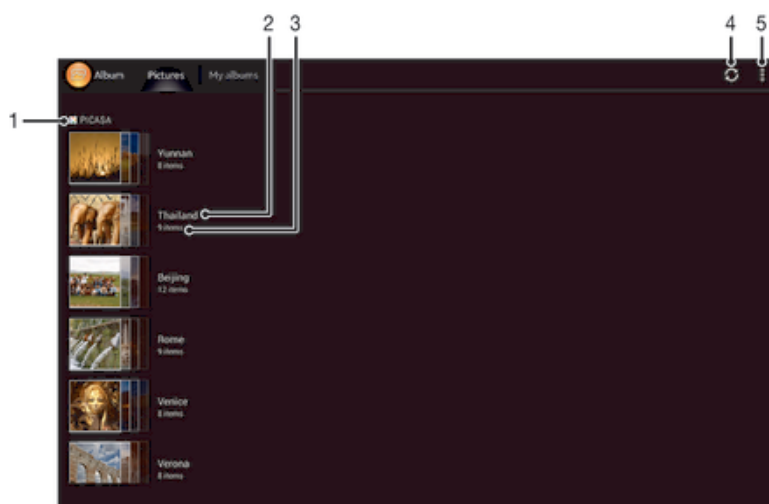 2 3 4 5
Album Pictures My albums
1
PICASA
Yunnan
8 items
Thailand
9 items
Beijing
12 items
Rome
9 items
Venice
8 items
Verona
8 items